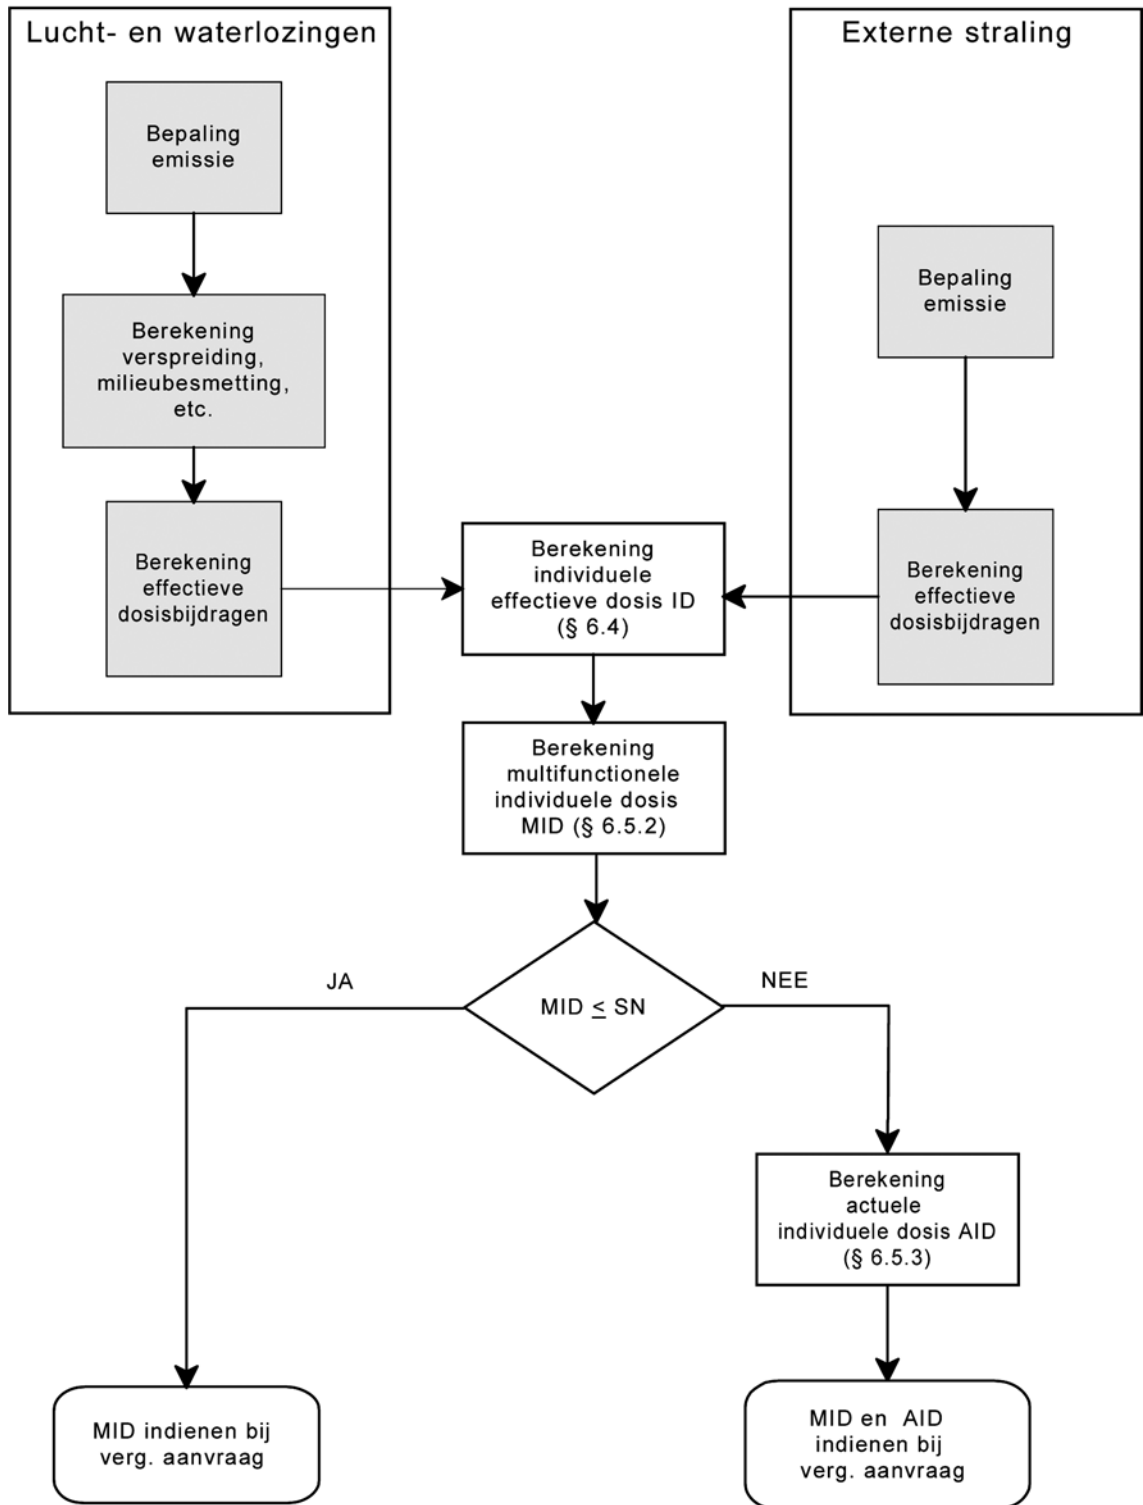 Lucht- en waterlozingen
Bepaling
emissie
Berekening
verspreiding,
milieubesmetting,
etc.
Berekening
effectieve
dosisbijdragen
Externe straling
Bepaling
emissie
Berekening
effectieve
dosisbijdragen
Berekening
individuele
effectieve dosis ID
(§ 6.4)
Berekening
multifunctionele
individuele dosis
MID (§ 6.5.2)
MID ≤ SN
JA
NEE
Berekening
actuele
individuele dosis AID
(§ 6.5.3)
MID indienen bij
verg. aanvraag
MID en AID
indienen bij
verg. aanvraag